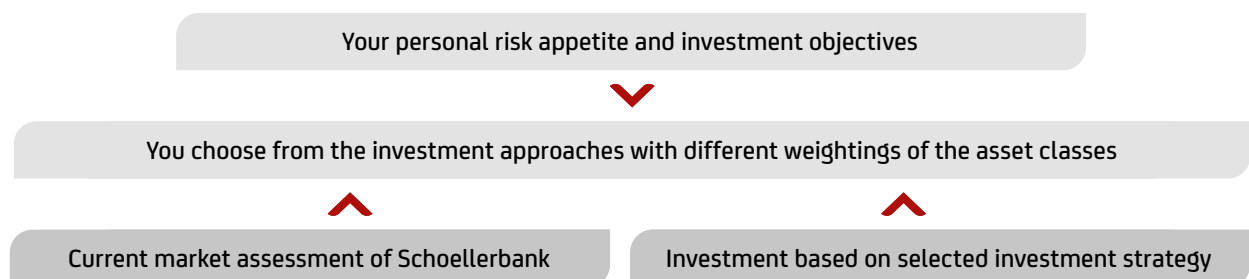 Your personal risk appetite and investment objectives
You choose from the investment approaches with different weightings of the asset classes
Current market assessment of Schoellerbank
Investment based on selected investment strategy